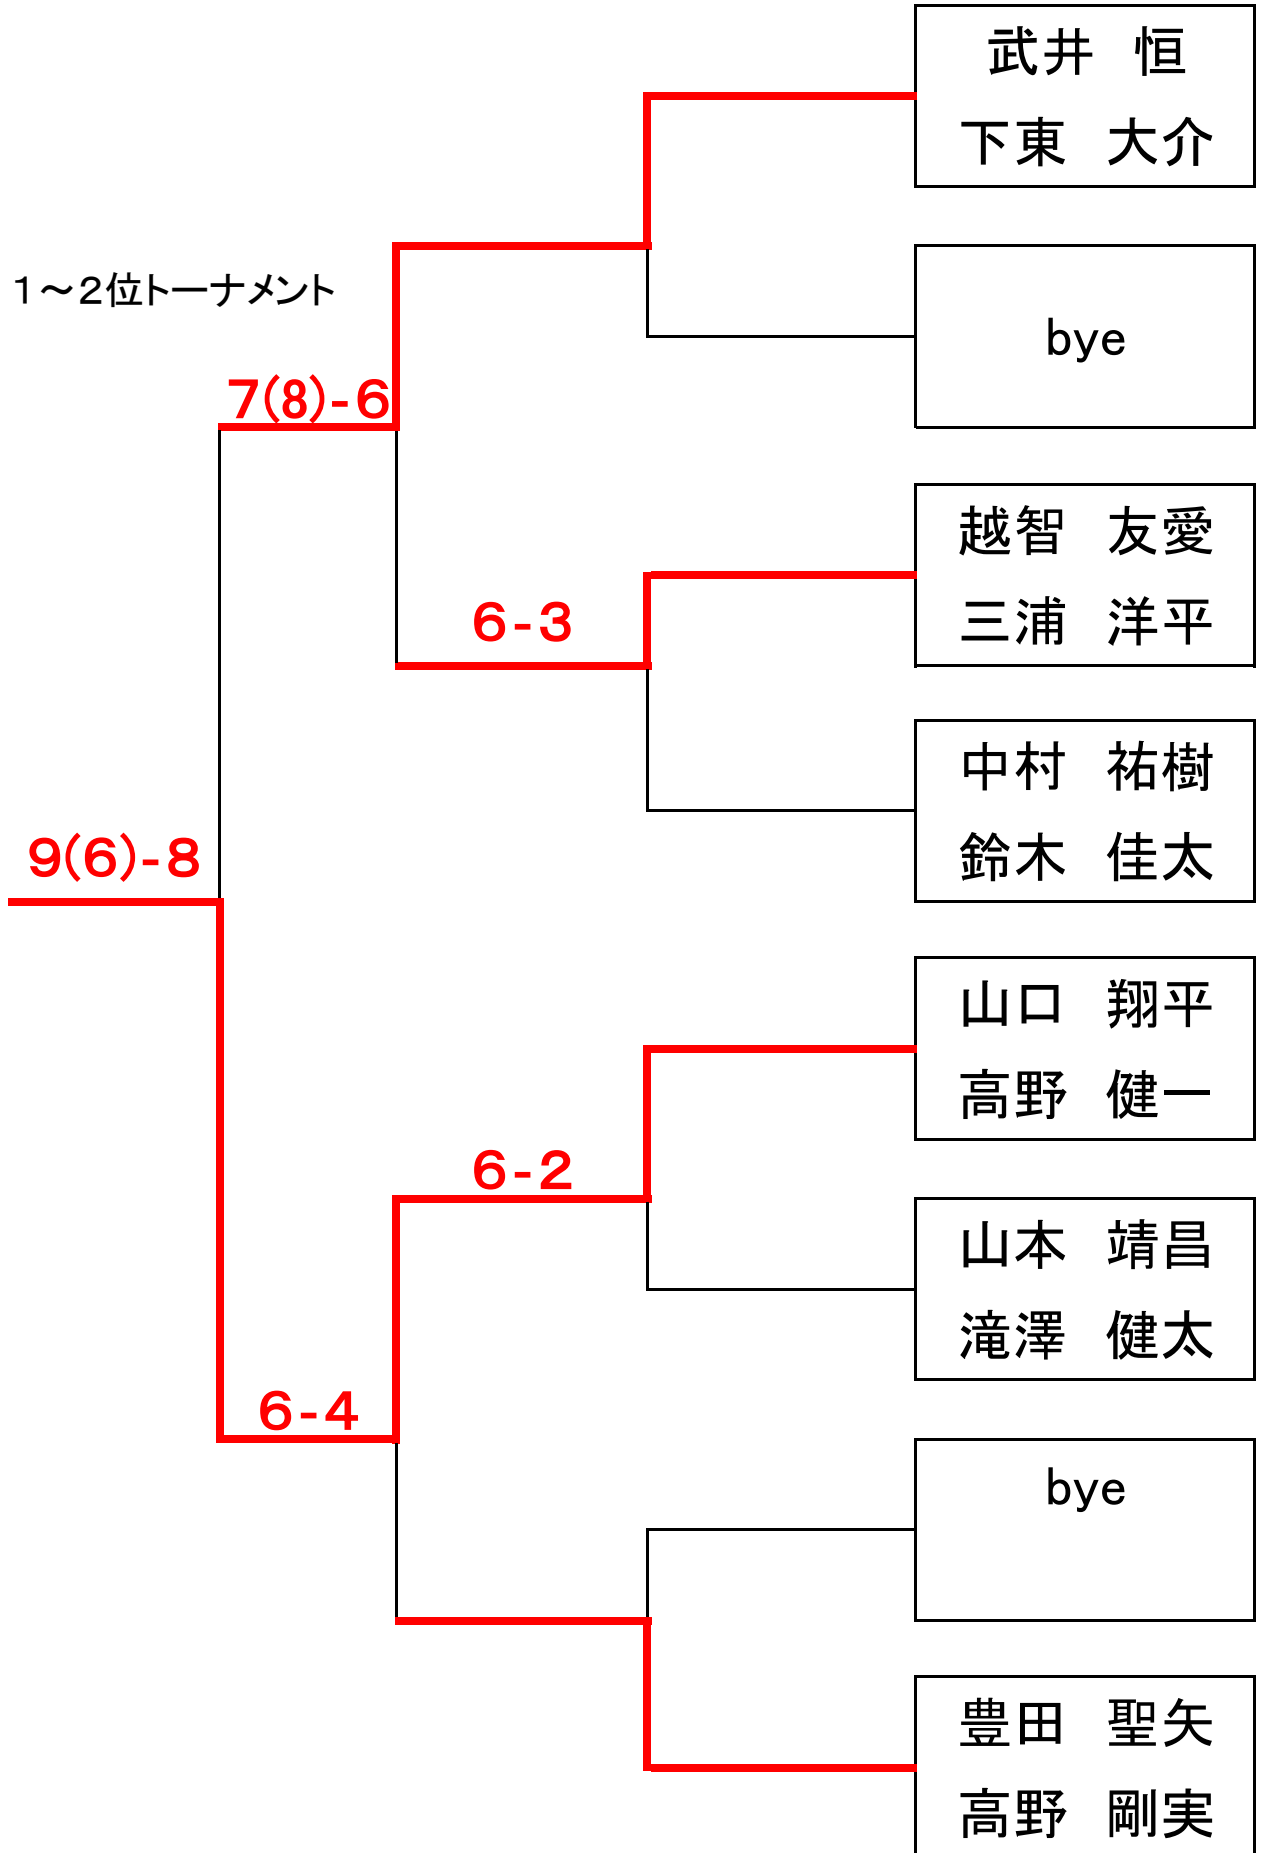 武井　恒
下東　大介
１～２位トーナメント
bye
7(8)-6
越智　友愛
6-3
三浦　洋平
中村　祐樹
9(6)-8
鈴木　佳太
山口　翔平
高野　健一
6-2
山本　靖昌
滝澤　健太
6-4
bye
豊田　聖矢
高野　剛実